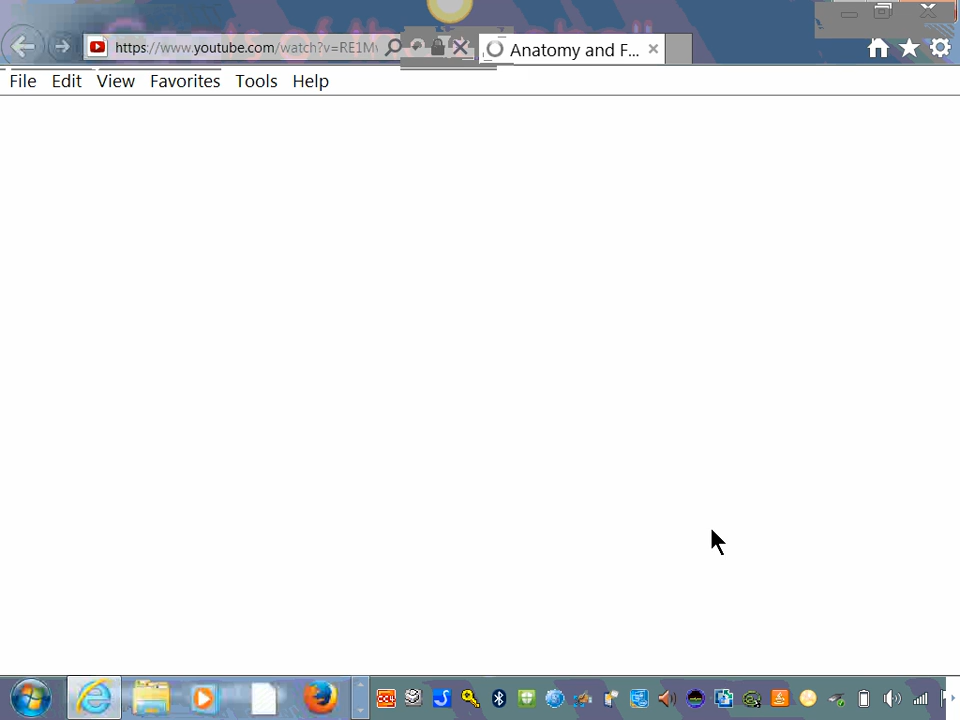 https://www.youtube.com/watch?v=RE1M
Anatomy and F...
File Edit View Favorites Tools Help